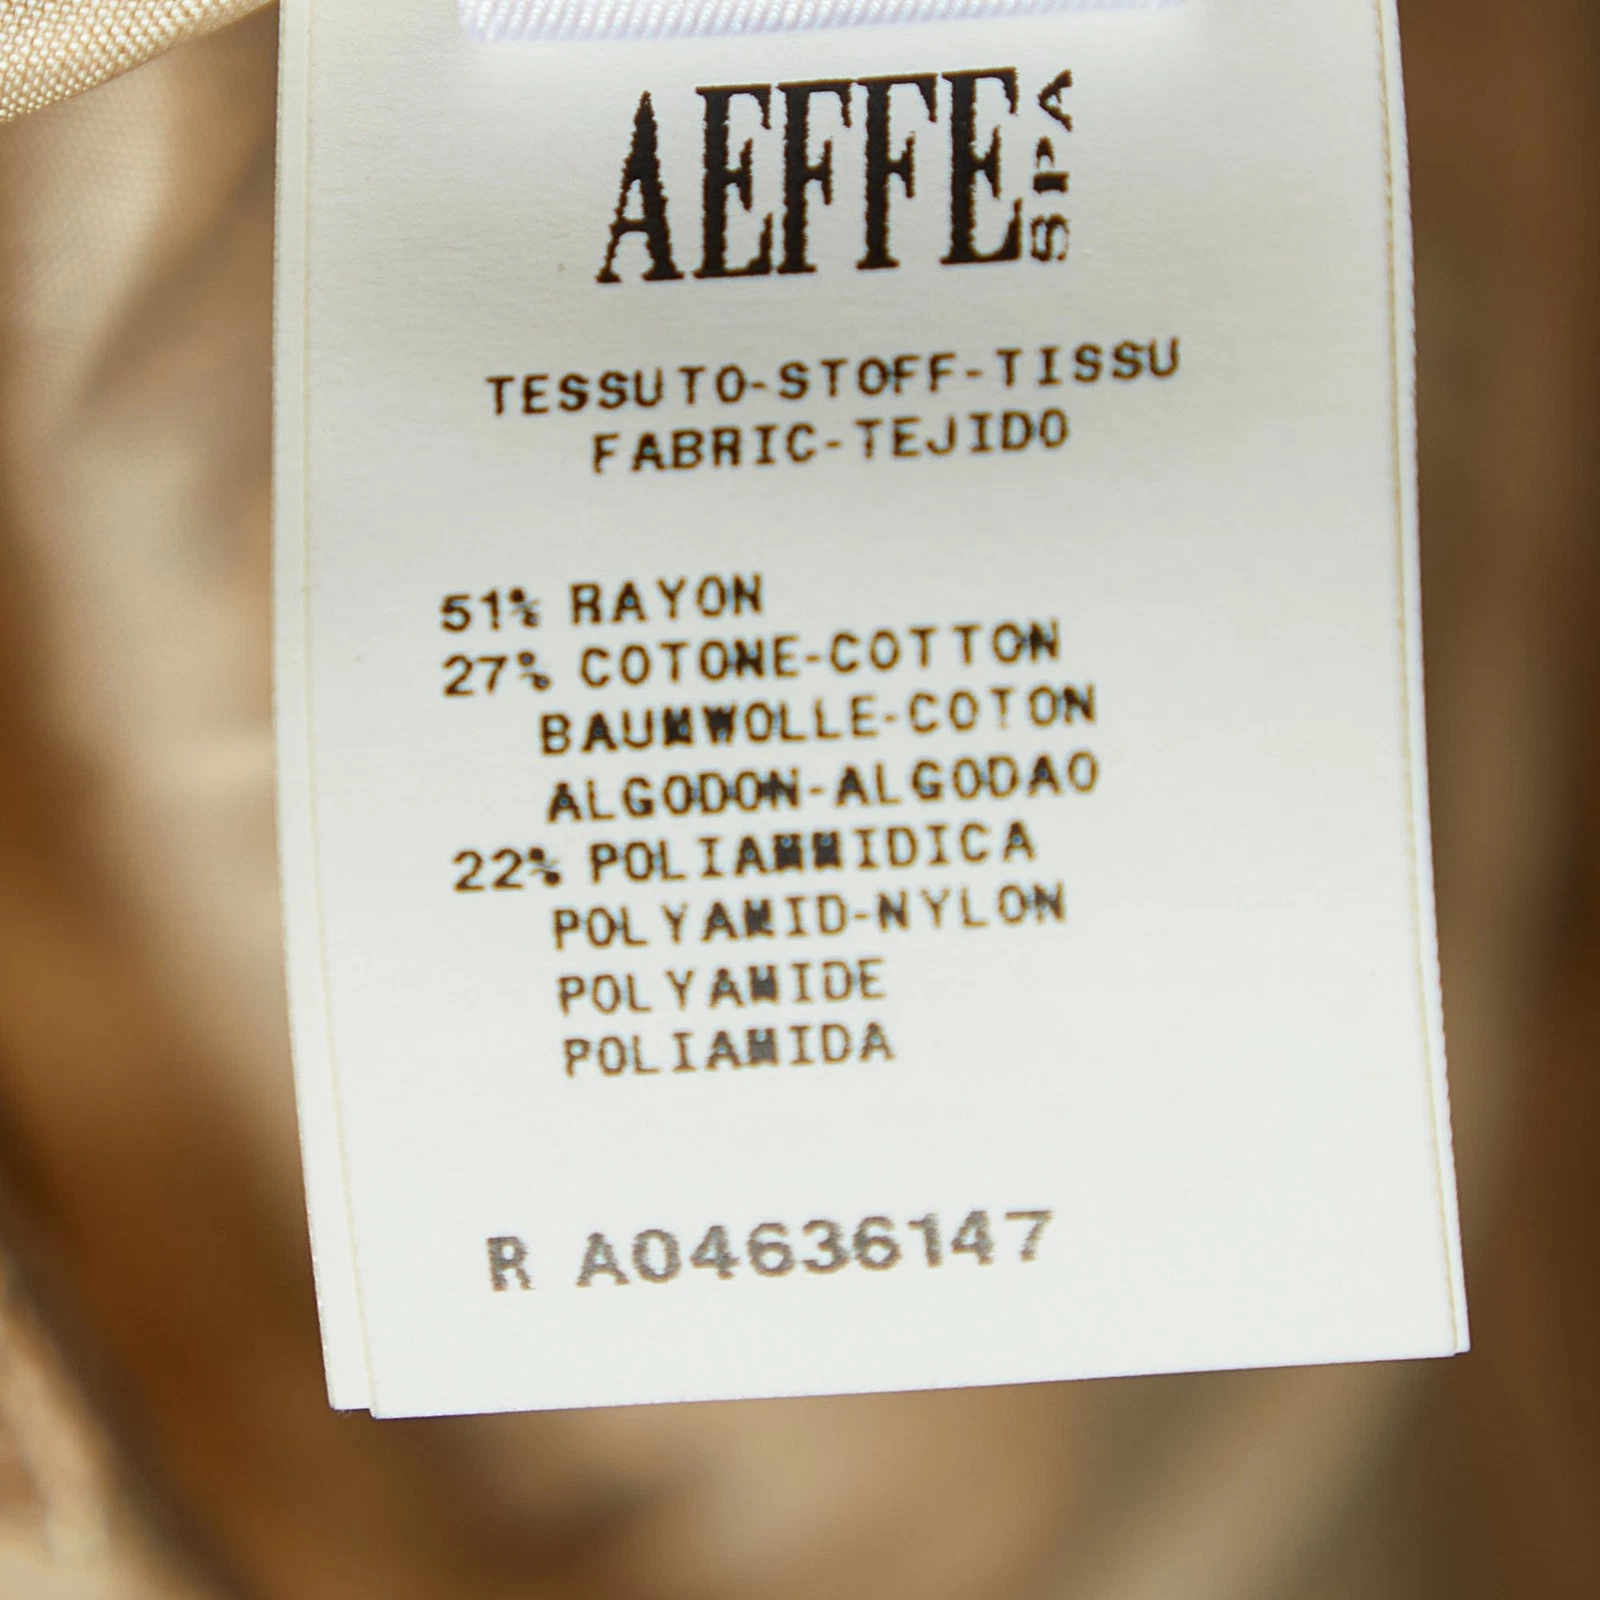 AEFFE SPA
TESSUTO-STOFF-TISSU
FABRIC-TEJIDO
51% RAYON
27% COTONE-COTTON
BAUMWOLLE-COTON
ALGODON-ALGODAO
22% POLIAMMIDICA
POLYAMID-NYLON
POLYAMIDE
POLIAMIDA
R A04636147